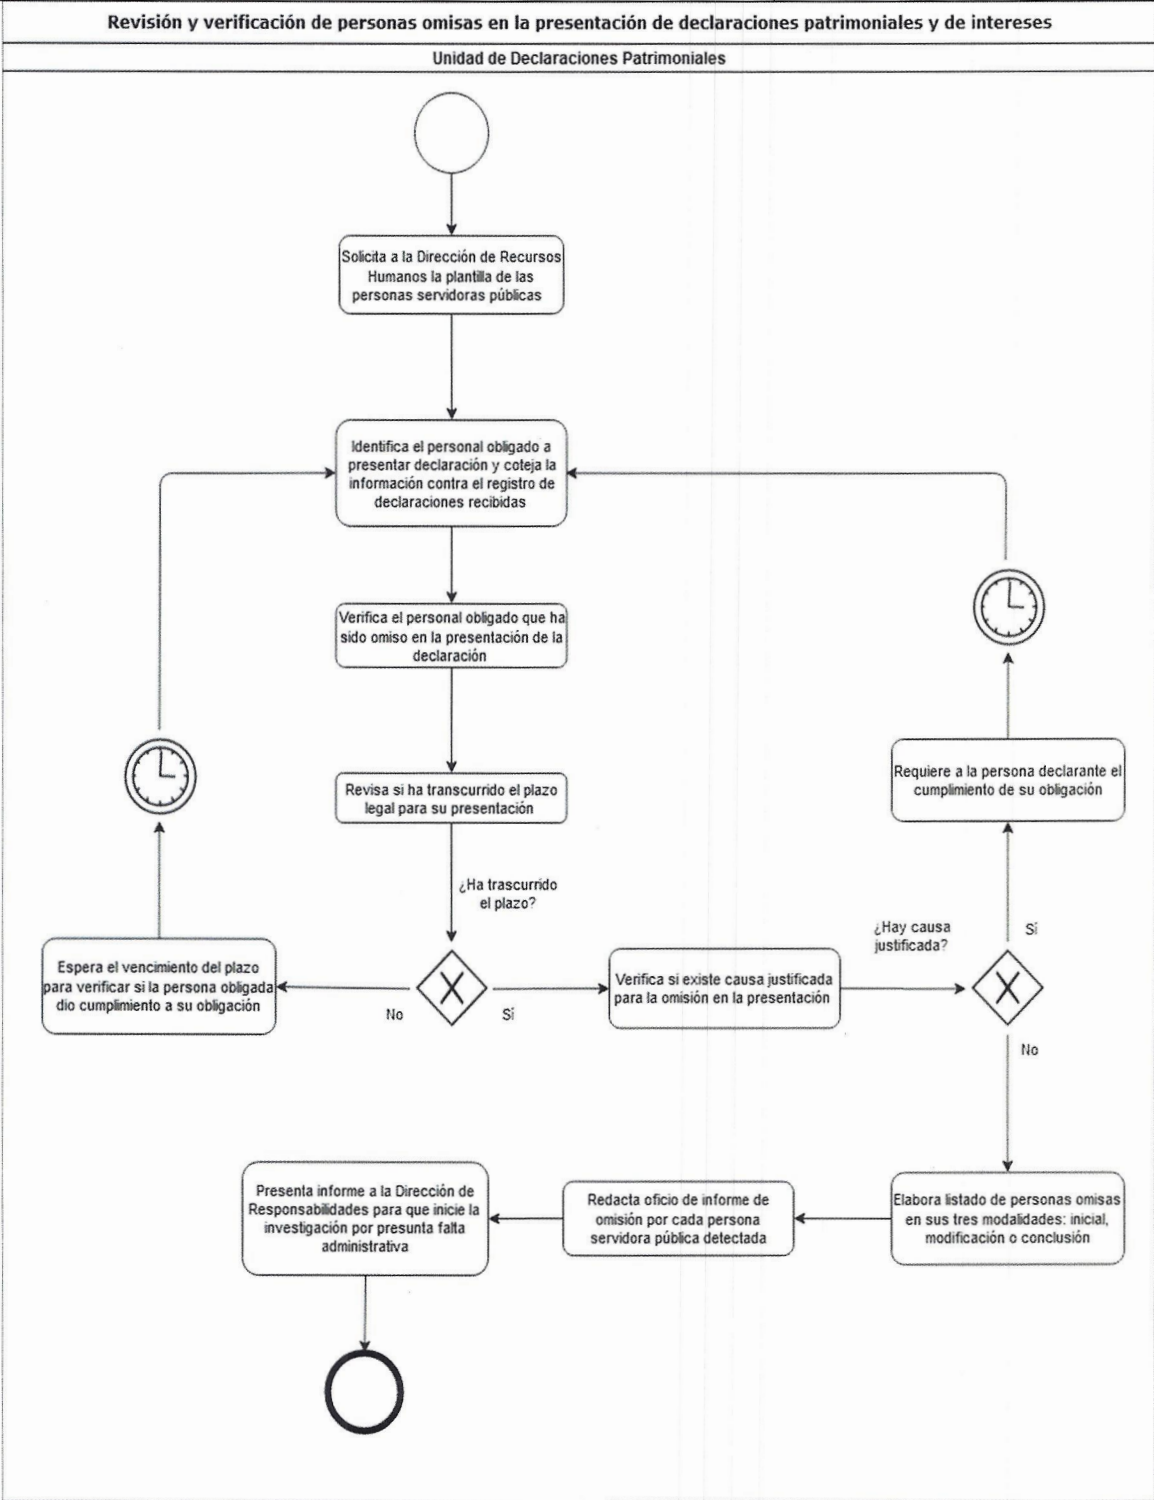 Revisión y verificación de personas omisas en la presentación de declaraciones patrimoniales y de intereses
Unidad de Declaraciones Patrimoniales
Solicita a la Dirección de Recursos
Humanos la plantilla de las
personas servidoras públicas
Identifica el personal obligado a
presentar declaración y coteja la
información contra el registro de
declaraciones recibidas
Verifica el personal obligado que ha
sido omiso en la presentación de la
declaración
Revisa si ha transcurrido el plazo
legal para su presentación
¿Ha trascurrido
el plazo?
No
Sí
Espera el vencimiento del plazo
para verificar si la persona obligada
dio cumplimiento a su obligación
Verifica si existe causa justificada
para la omisión en la presentación
¿Hay causa
justificada?
Sí
No
Requiere a la persona declarante el
cumplimiento de su obligación
Elabora listado de personas omisas
en sus tres modalidades: inicial,
modificación o conclusión
Redacta oficio de informe de
omisión por cada persona
servidora pública detectada
Presenta informe a la Dirección de
Responsabilidades para que inicie la
investigación por presunta falta
administrativa